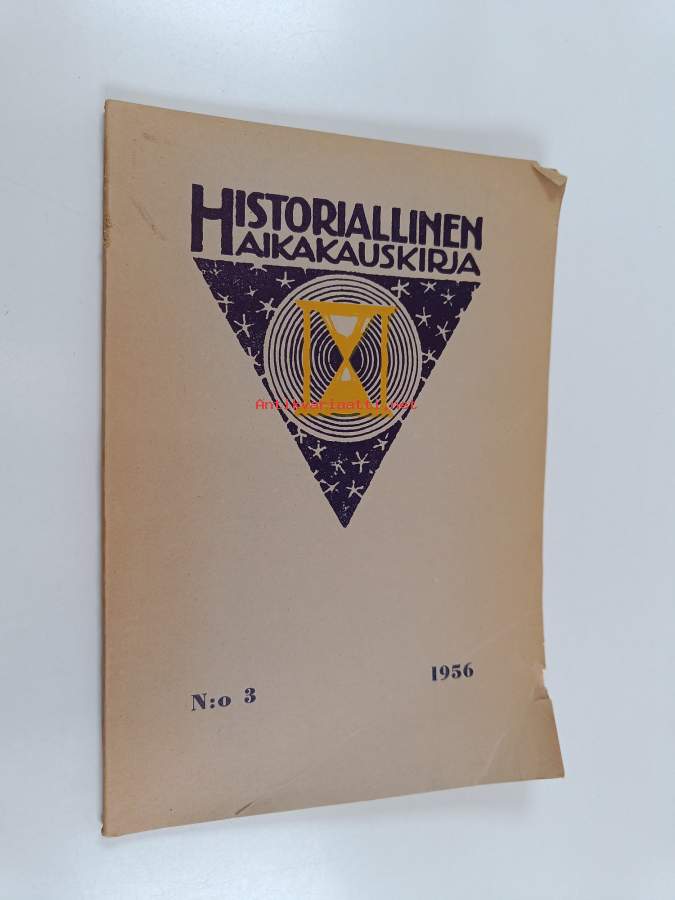 HISTORIALLINEN
AIKAKAUSKIRJA
Antikvariaatti.net
N:o 3
1956